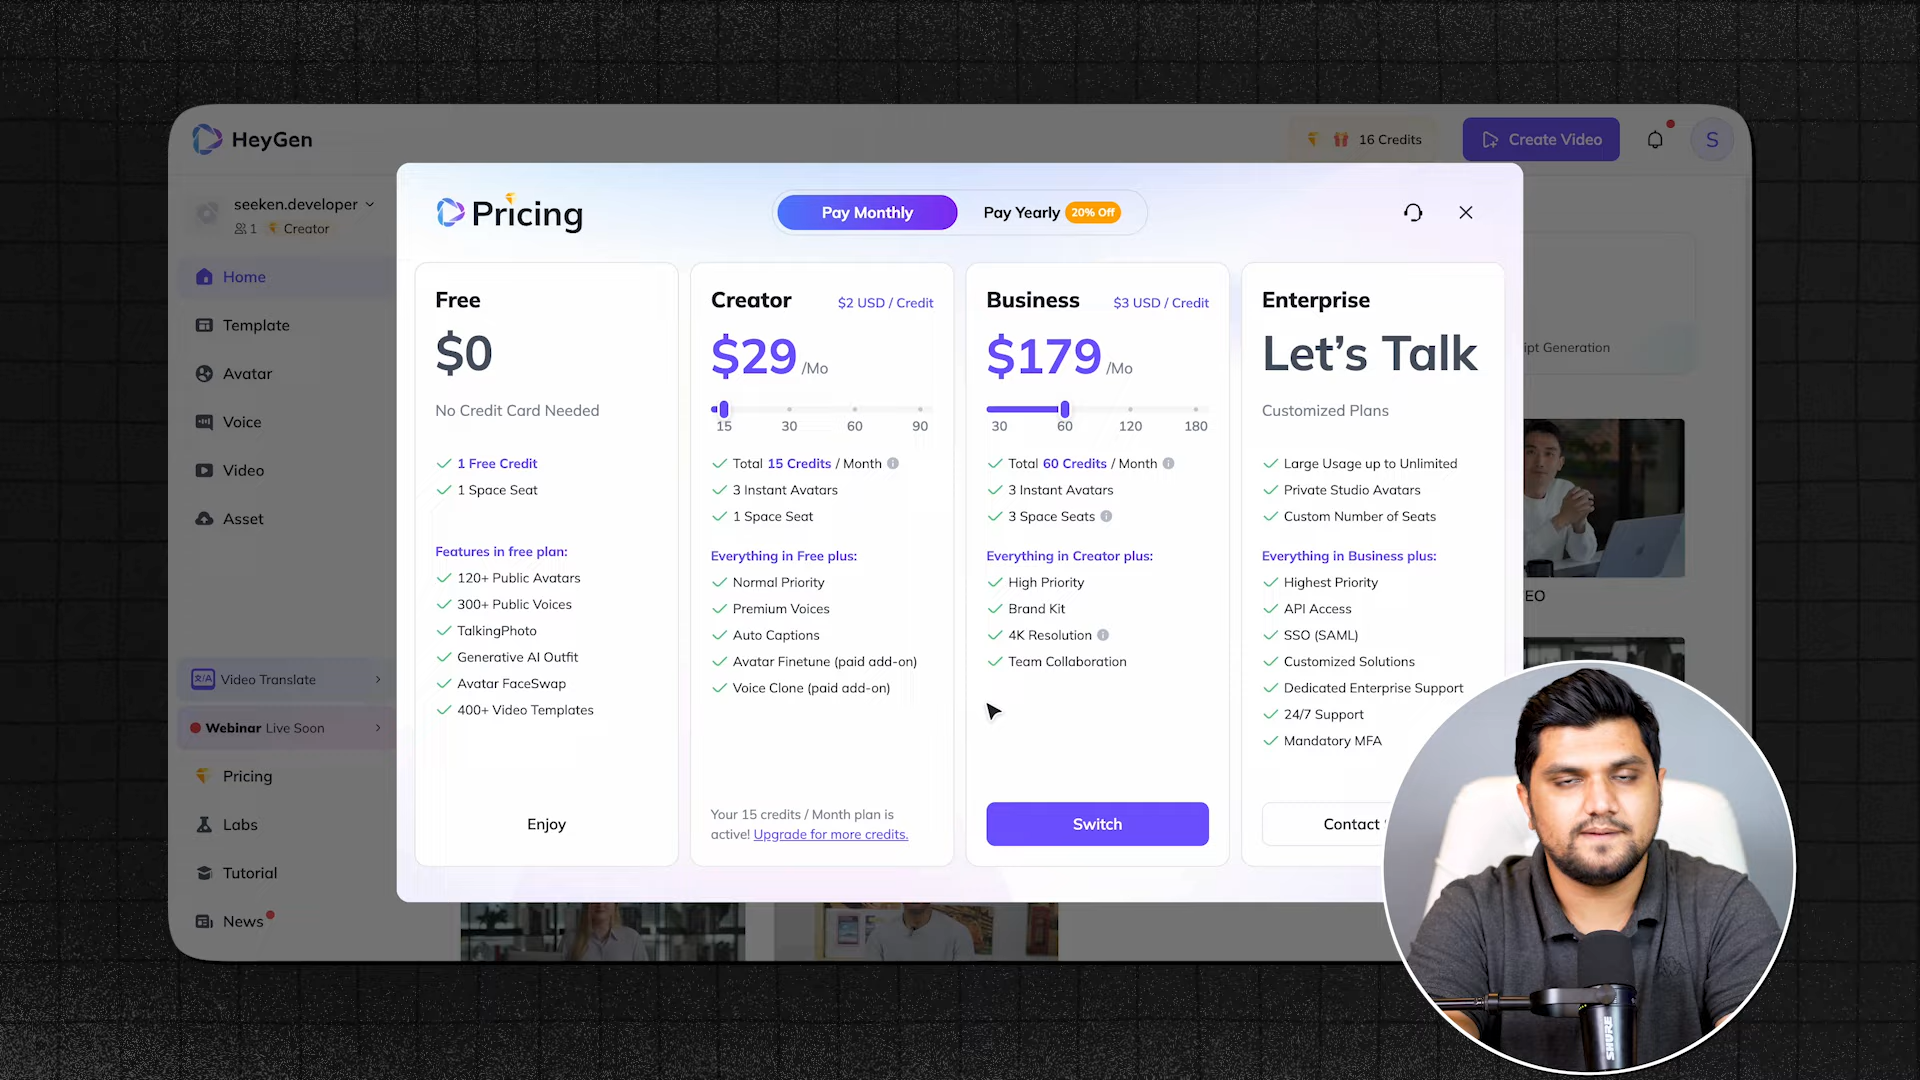 HeyGen
16 Credits
Create Video
S
seeken.developer
1 Creator
Home
Template
Avatar
Voice
Video
Asset
Video Translate
Webinar Live Soon
Pricing
Labs
Tutorial
News
Pricing
Pay Monthly
Pay Yearly 20% Off
Free
$0
No Credit Card Needed
1 Free Credit
1 Space Seat
Features in free plan:
120+ Public Avatars
300+ Public Voices
TalkingPhoto
Generative AI Outfit
Avatar FaceSwap
400+ Video Templates
Enjoy
Creator $2 USD / Credit
$29 /Mo
15 30 60 90
Total 15 Credits / Month
3 Instant Avatars
1 Space Seat
Everything in Free plus:
Normal Priority
Premium Voices
Auto Captions
Avatar Finetune (paid add-on)
Voice Clone (paid add-on)
Your 15 credits / Month plan is
active! Upgrade for more credits.
Business $3 USD / Credit
$179 /Mo
30 60 120 180
Total 60 Credits / Month
3 Instant Avatars
3 Space Seats
Everything in Creator plus:
High Priority
Brand Kit
4K Resolution
Team Collaboration
Switch
Enterprise
Let's Talk
Customized Plans
Large Usage up to Unlimited
Private Studio Avatars
Custom Number of Seats
Everything in Business plus:
Highest Priority
API Access
SSO (SAML)
Customized Solutions
Dedicated Enterprise Support
24/7 Support
Mandatory MFA
Contact
ipt Generation
EO
SHURE